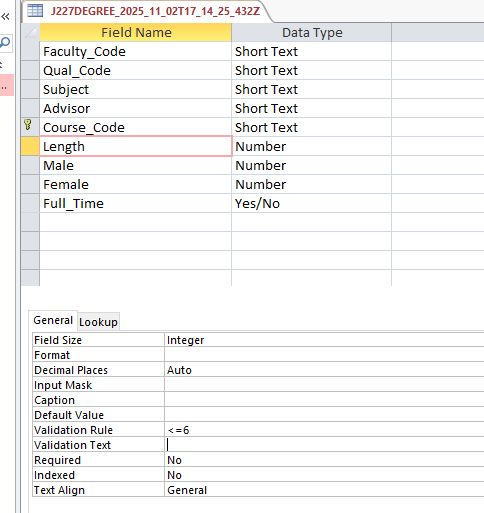 J227DEGREE_2025_11_02T17_14_25_432Z
Field Name Data Type
Faculty_Code Short Text
Qual_Code Short Text
Subject Short Text
Advisor Short Text
Course_Code Short Text
Length Number
Male Number
Female Number
Full_Time Yes/No
General Lookup
Field Size Integer
Format
Decimal Places Auto
Input Mask
Caption
Default Value
Validation Rule <=6
Validation Text
Required No
Indexed No
Text Align General